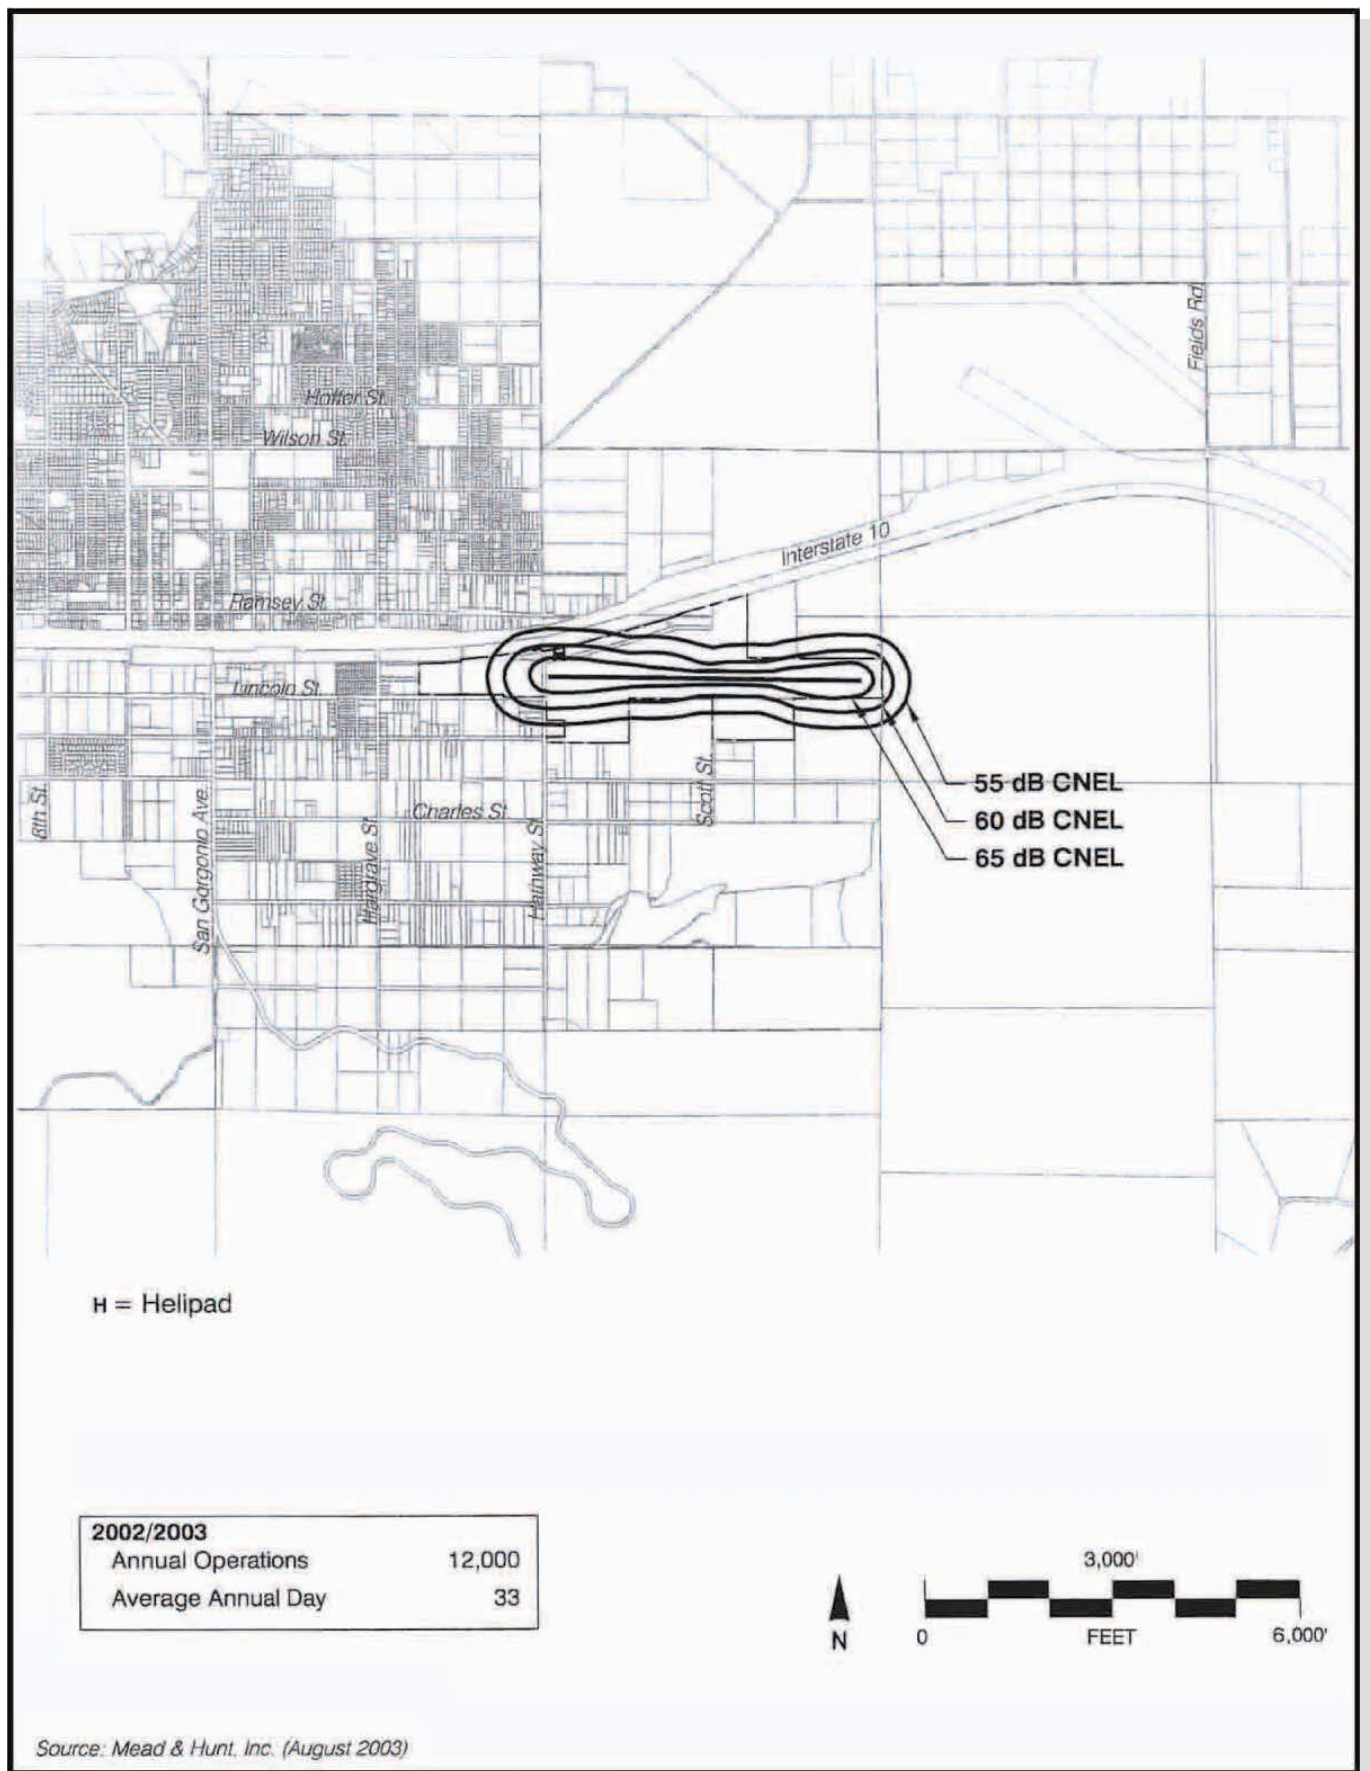 Fields Rd.
Hoffer St.
Wilson St.
Interstate 10
Ramsey St.
Lincoln St.
55 dB CNEL
60 dB CNEL
65 dB CNEL
8th St.
San Gorgonio Ave.
Hargrave St.
Charles St.
Hathway St.
Scott St.
H = Helipad
2002/2003
Annual Operations 12,000
Average Annual Day 33
N
3,000'
0 FEET 6,000'
Source: Mead & Hunt, Inc. (August 2003)